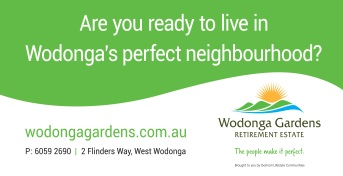 Are you ready to live in
Wodonga's perfect neighbourhood?
wodongagardens.com.au
P: 6059 2690 | 2 Flinders Way, West Wodonga
Wodonga Gardens
RETIREMENT ESTATE
The people make it perfect.